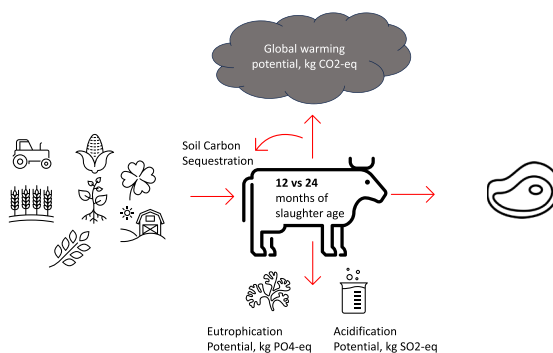 Global warming
potential, kg CO2-eq
Soil Carbon
Sequestration
12 vs 24
months of
slaughter age
Eutrophication
Potential, kg PO4-eq
Acidification
Potential, kg SO2-eq